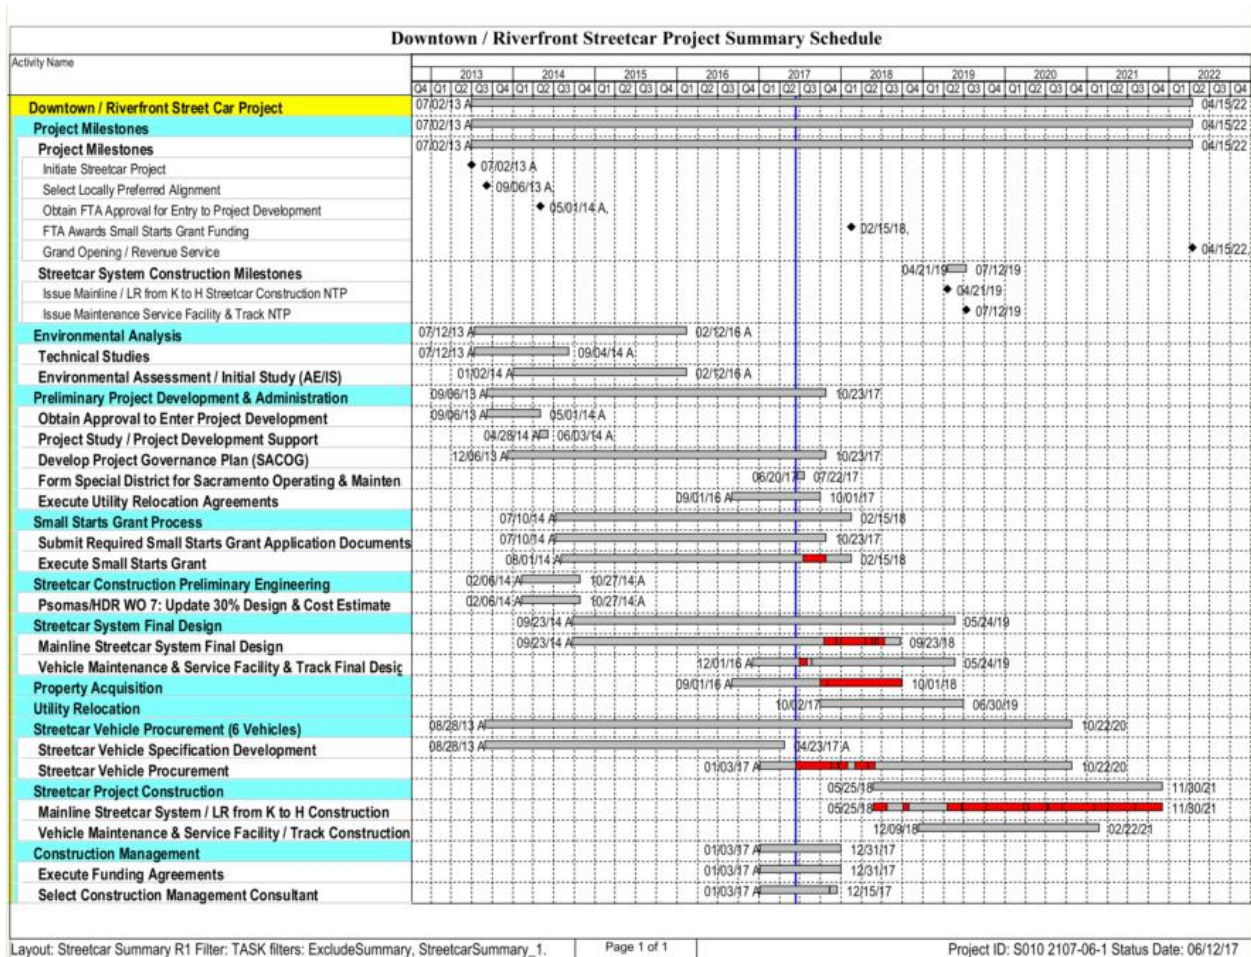 Downtown / Riverfront Streetcar Project Summary Schedule
Activity Name
2013 2014 2015 2016 2017 2018 2019 2020 2021 2022
Q4 Q1 Q2 Q3 Q4 Q1 Q2 Q3 Q4 Q1 Q2 Q3 Q4 Q1 Q2 Q3 Q4 Q1 Q2 Q3 Q4 Q1 Q2 Q3 Q4 Q1 Q2 Q3 Q4 Q1 Q2 Q3 Q4 Q1 Q2 Q3 Q4 Q1 Q2 Q3 Q4
Downtown / Riverfront Street Car Project 07/02/13 A 04/15/22
Project Milestones 07/02/13 A 04/15/22
Project Milestones 07/02/13 A 04/15/22
Initiate Streetcar Project 07/02/13 A
Select Locally Preferred Alignment 09/06/13 A,
Obtain FTA Approval for Entry to Project Development 05/01/14 A,
FTA Awards Small Starts Grant Funding 02/15/18,
Grand Opening / Revenue Service 04/15/22,
Streetcar System Construction Milestones 04/21/19 07/12/19
Issue Mainline / LR from K to H Streetcar Construction NTP 04/21/19
Issue Maintenance Service Facility & Track NTP 07/12/19
Environmental Analysis 07/12/13 A 02/12/16 A
Technical Studies 07/12/13 A 09/04/14 A
Environmental Assessment / Initial Study (AE/IS) 01/02/14 A 02/12/16 A
Preliminary Project Development & Administration 09/06/13 A 10/23/17
Obtain Approval to Enter Project Development 09/06/13 A 05/01/14 A
Project Study / Project Development Support 04/28/14 A 06/03/14 A
Develop Project Governance Plan (SACOG) 12/06/13 A 10/23/17
Form Special District for Sacramento Operating & Mainten 06/20/17 07/22/17
Execute Utility Relocation Agreements 09/01/16 A 10/01/17
Small Starts Grant Process 07/10/14 A 02/15/18
Submit Required Small Starts Grant Application Documents 07/10/14 A 10/23/17
Execute Small Starts Grant 08/01/14 A 02/15/18
Streetcar Construction Preliminary Engineering 02/06/14 A 10/27/14 A
Psomas/HDR WO 7: Update 30% Design & Cost Estimate 02/06/14 A 10/27/14 A
Streetcar System Final Design 09/23/14 A 05/24/19
Mainline Streetcar System Final Design 09/23/14 A 09/23/18
Vehicle Maintenance & Service Facility & Track Final Desig 12/01/16 A 05/24/19
Property Acquisition 09/01/16 A 10/01/18
Utility Relocation 10/02/17 06/30/19
Streetcar Vehicle Procurement (6 Vehicles) 08/28/13 A 10/22/20
Streetcar Vehicle Specification Development 08/28/13 A 04/23/17 A
Streetcar Vehicle Procurement 01/03/17 A 10/22/20
Streetcar Project Construction 05/25/18 11/30/21
Mainline Streetcar System / LR from K to H Construction 05/25/18 11/30/21
Vehicle Maintenance & Service Facility / Track Construction 12/09/18 02/22/21
Construction Management 01/03/17 A 12/31/17
Execute Funding Agreements 01/03/17 A 12/31/17
Select Construction Management Consultant 01/03/17 A 12/15/17
Layout: Streetcar Summary R1 Filter: TASK filters: ExcludeSummary, StreetcarSummary_1. Page 1 of 1 Project ID: S010 2107-06-1 Status Date: 06/12/17